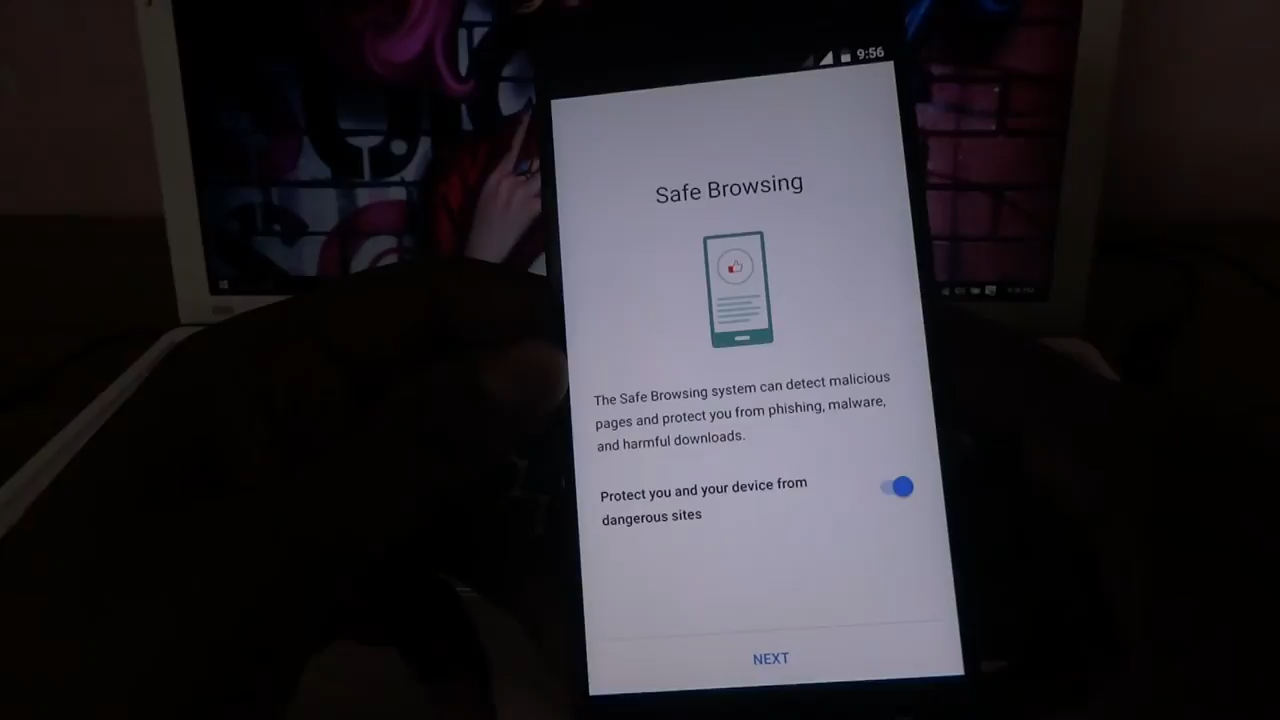 9:56
Safe Browsing
The Safe Browsing system can detect malicious
pages and protect you from phishing, malware,
and harmful downloads.
Protect you and your device from
dangerous sites
NEXT